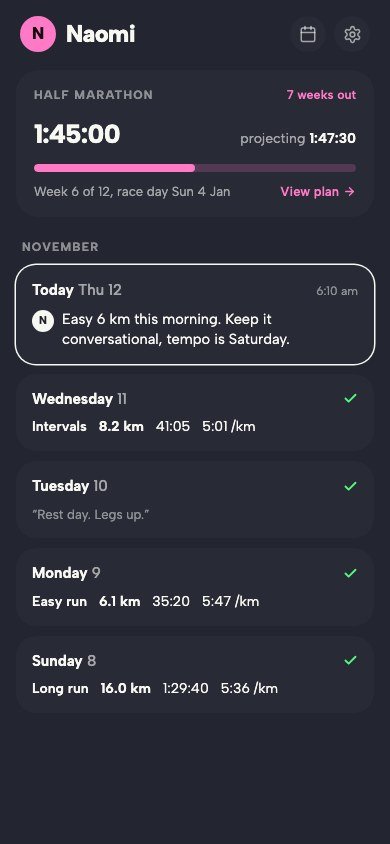 N Naomi
HALF MARATHON 7 weeks out
1:45:00 projecting 1:47:30
Week 6 of 12, race day Sun 4 Jan View plan →
NOVEMBER
Today Thu 12 6:10 am
N Easy 6 km this morning. Keep it
conversational, tempo is Saturday.
Wednesday 11
Intervals 8.2 km 41:05 5:01 /km
Tuesday 10
“Rest day. Legs up.”
Monday 9
Easy run 6.1 km 35:20 5:47 /km
Sunday 8
Long run 16.0 km 1:29:40 5:36 /km